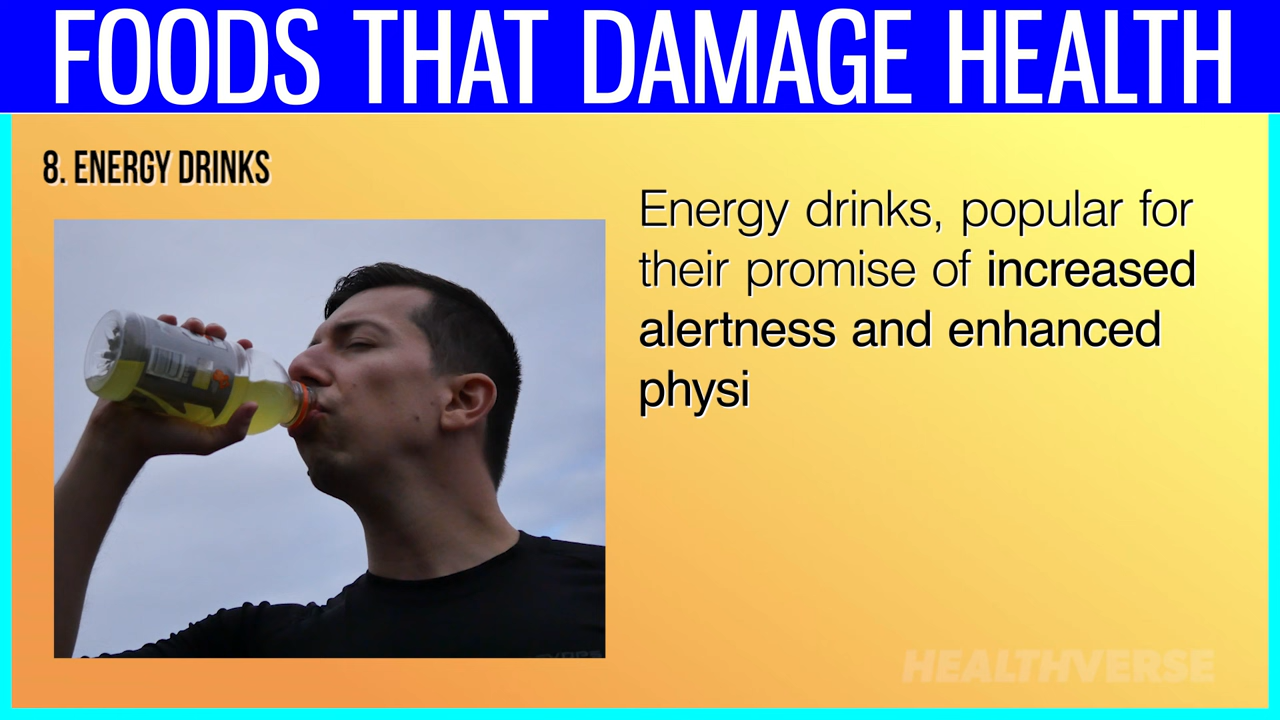 FOODS THAT DAMAGE HEALTH
8. ENERGY DRINKS
Energy drinks, popular for
their promise of increased
alertness and enhanced
physi
HEALTHVERSE